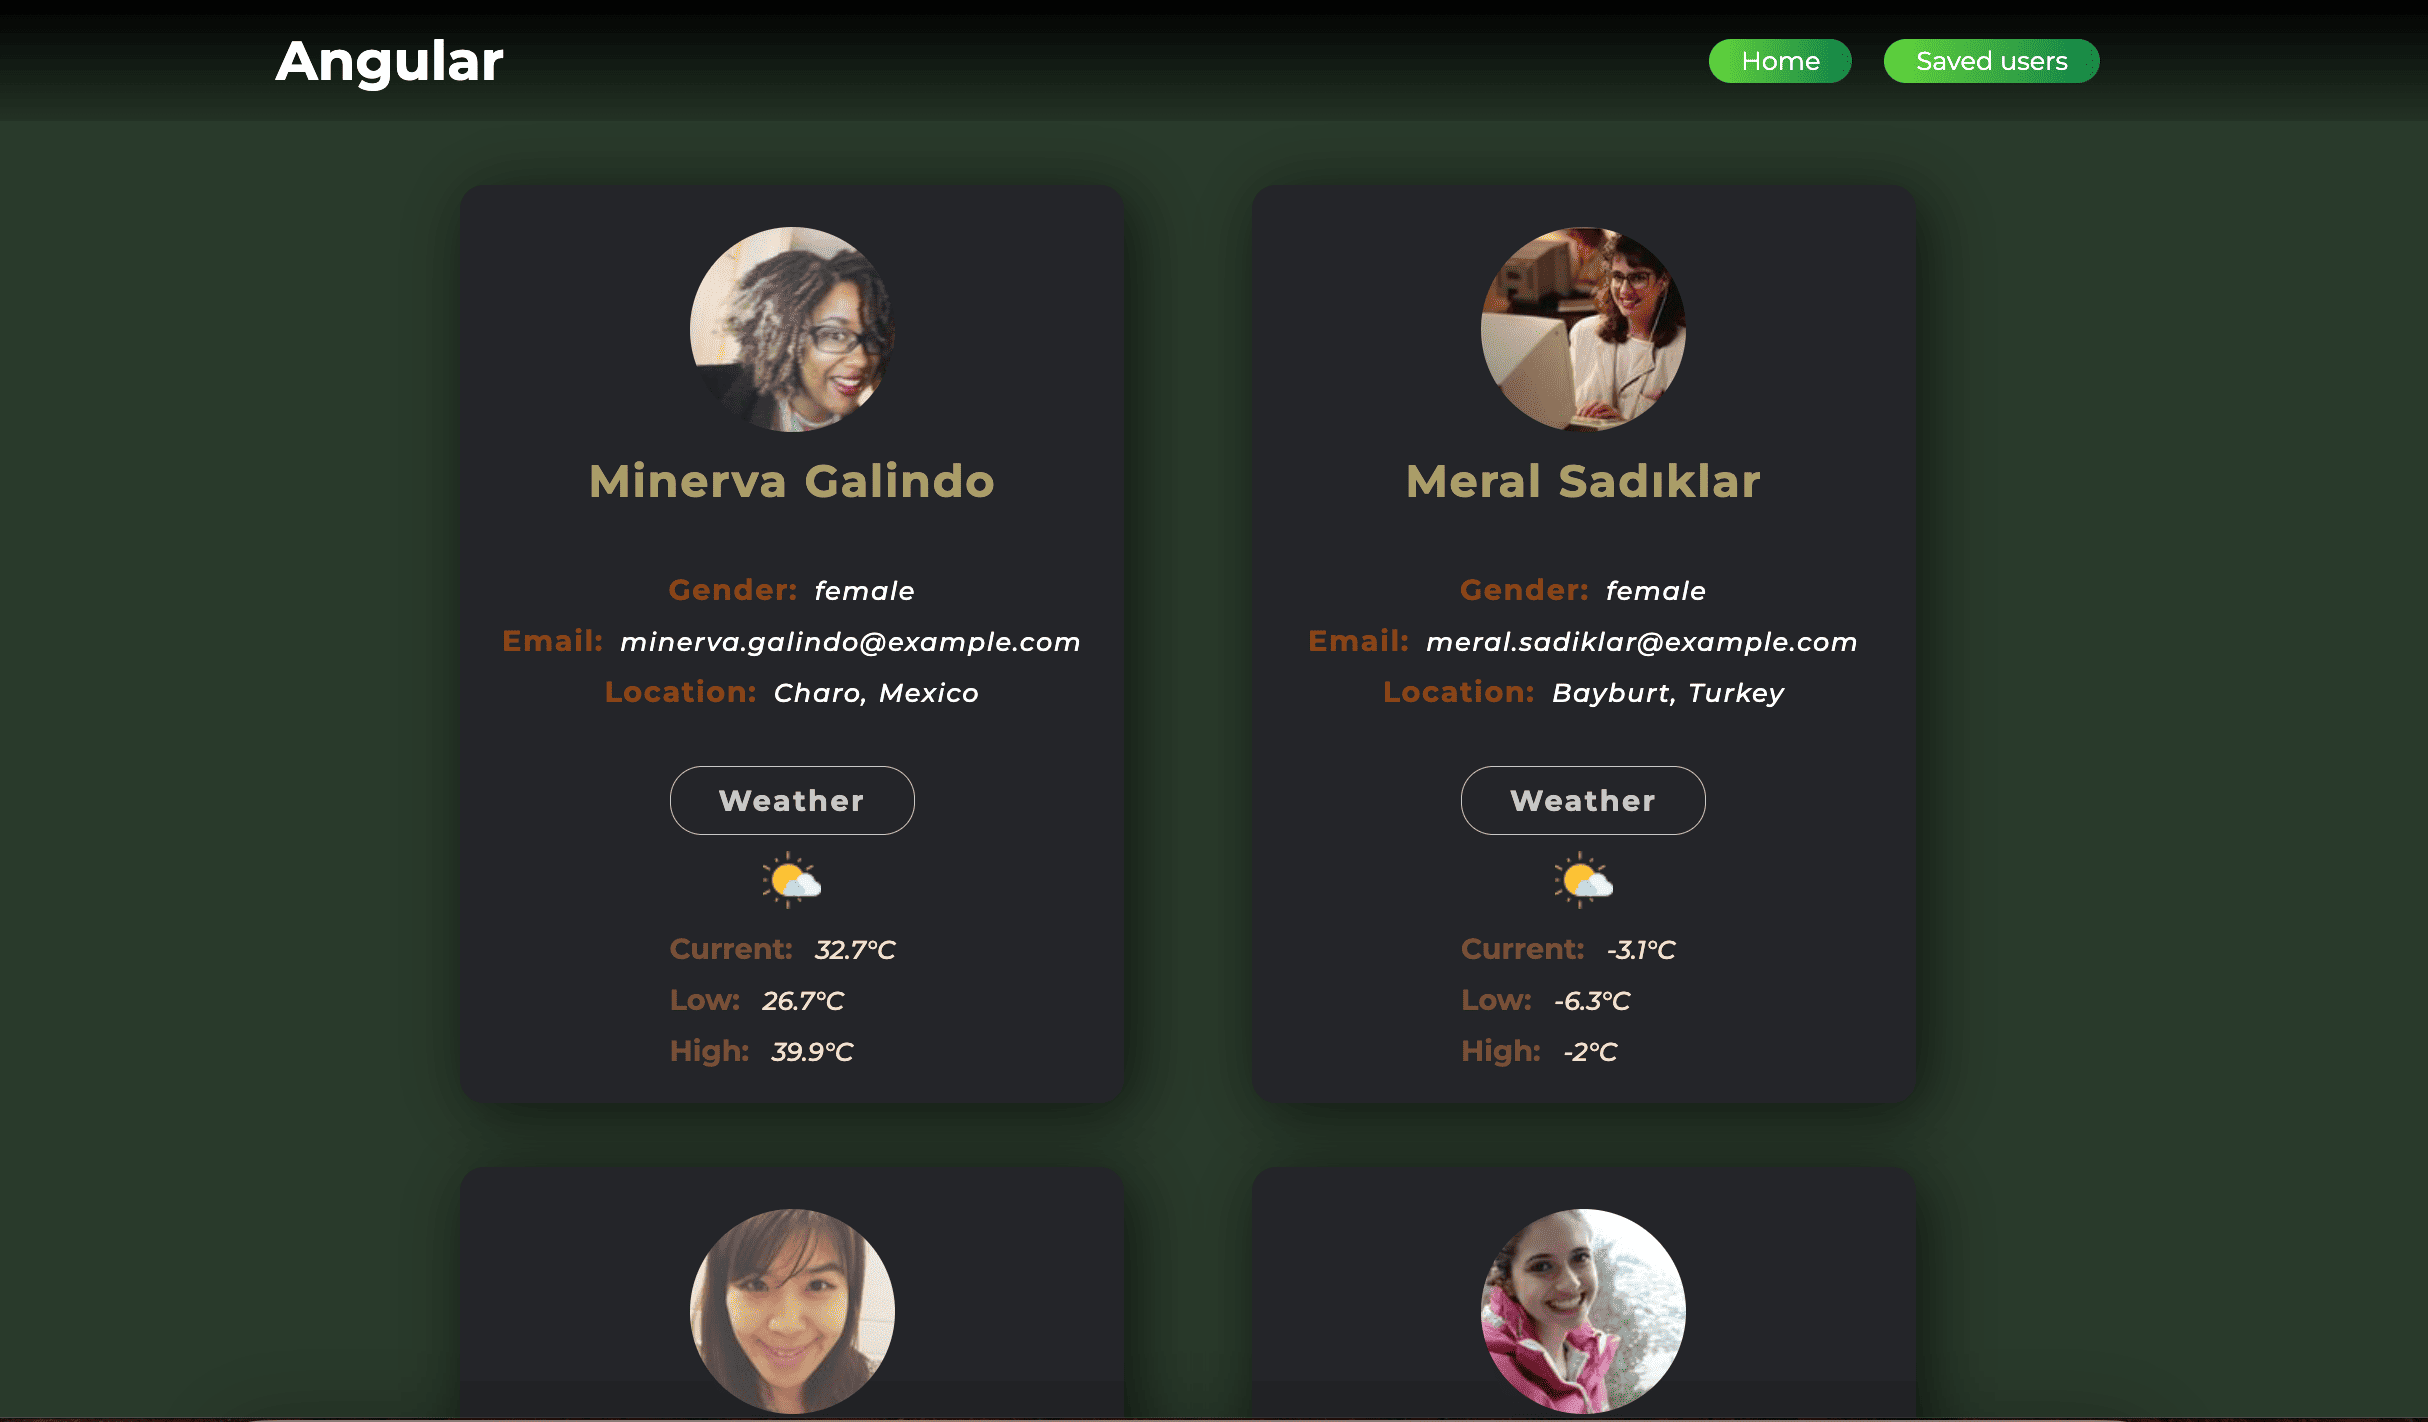 Angular
Home
Saved users
Minerva Galindo
Gender: female
Email: minerva.galindo@example.com
Location: Charo, Mexico
Weather
Current: 32.7°C
Low: 26.7°C
High: 39.9°C
Meral Sadıklar
Gender: female
Email: meral.sadiklar@example.com
Location: Bayburt, Turkey
Weather
Current: -3.1°C
Low: -6.3°C
High: -2°C